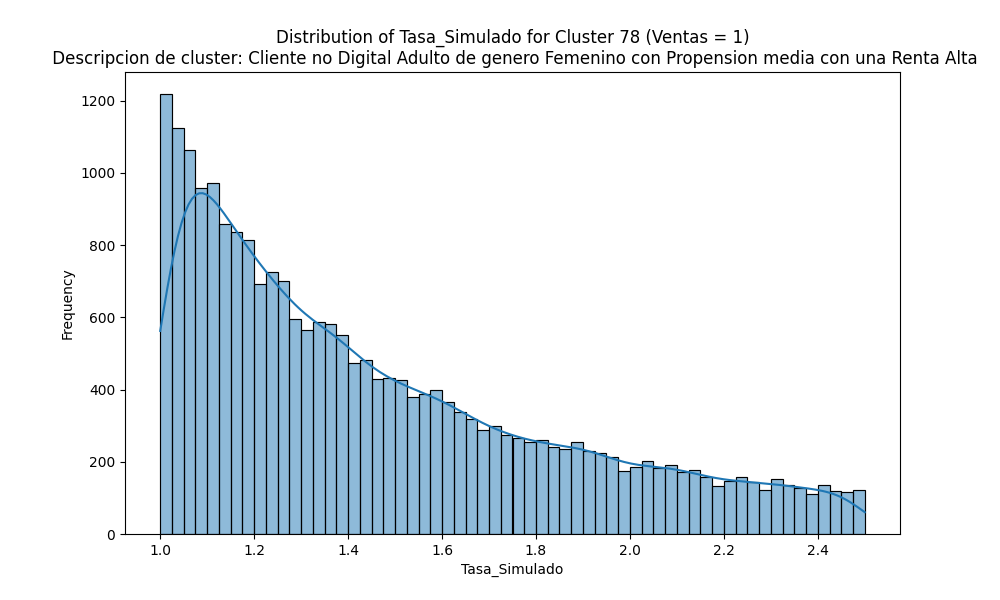 Distribution of Tasa_Simulado for Cluster 78 (Ventas = 1)
Descripcion de cluster: Cliente no Digital Adulto de genero Femenino con Propension media con una Renta Alta
1200
1000
800
600
400
200
0
Frequency
1.0 1.2 1.4 1.6 1.8 2.0 2.2 2.4
Tasa_Simulado